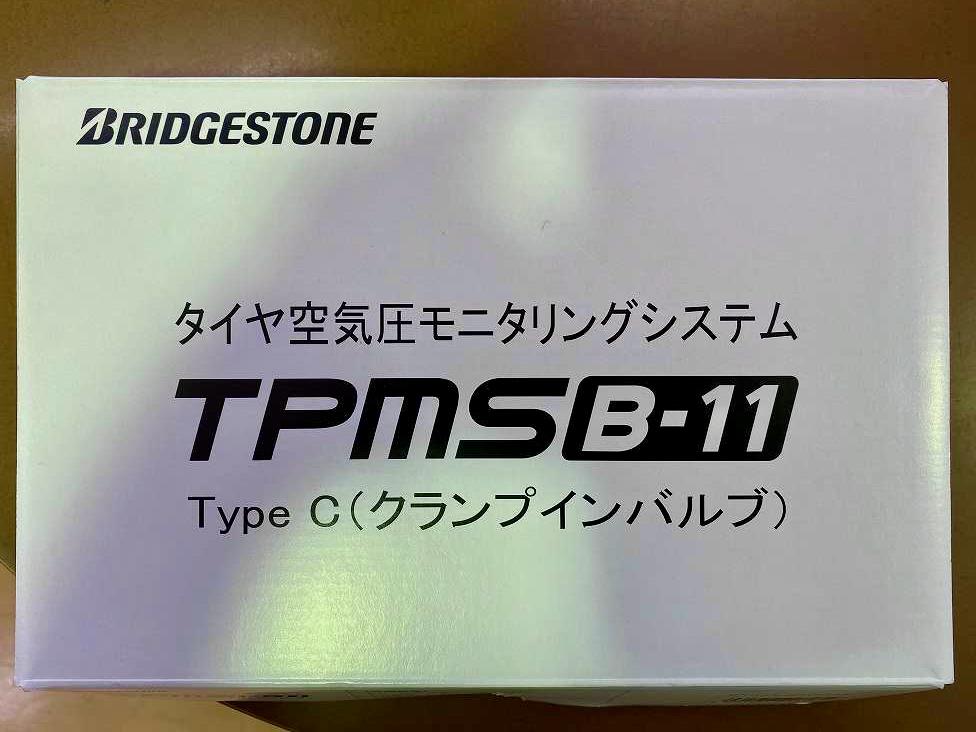 BRIDGESTONE
タイヤ空気圧モニタリングシステム
TPMS B-11
Type C(クランプインバルブ)